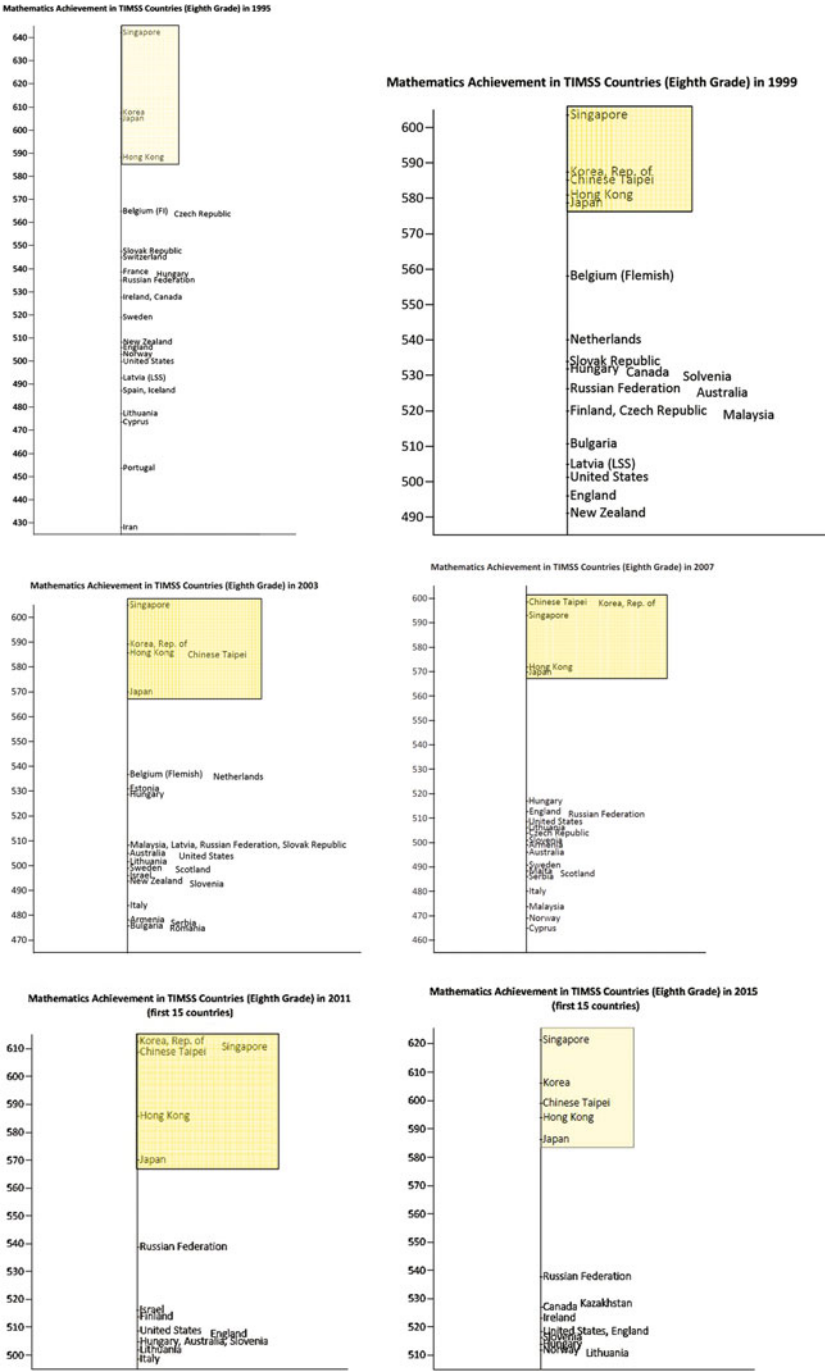 Mathematics Achievement in TIMSS Countries (Eighth Grade) in 1995
640
630
620
610
600
590
580
570
560
550
540
530
520
510
500
490
480
470
460
450
440
430
Singapore
Korea
Japan
Hong Kong
Belgium (Fl) Czech Republic
Slovak Republic
Switzerland
France Hungary
Russian Federation
Ireland, Canada
Sweden
New Zealand
England
Norway
United States
Latvia (LSS)
Spain, Iceland
Lithuania
Cyprus
Portugal
Iran
Mathematics Achievement in TIMSS Countries (Eighth Grade) in 1999
600
590
580
570
560
550
540
530
520
510
500
490
Singapore
Korea, Rep. of
Chinese Taipei
Hong Kong
Japan
Belgium (Flemish)
Netherlands
Slovak Republic
Hungary Canada Solvenia
Russian Federation Australia
Finland, Czech Republic Malaysia
Bulgaria
Latvia (LSS)
United States
England
New Zealand
Mathematics Achievement in TIMSS Countries (Eighth Grade) in 2003
600
590
580
570
560
550
540
530
520
510
500
490
480
470
Singapore
Korea, Rep. of
Hong Kong Chinese Taipei
Japan
Belgium (Flemish) Netherlands
Estonia
Hungary
Malaysia, Latvia, Russian Federation, Slovak Republic
Australia United States
Lithuania
Sweden Scotland
Israel
New Zealand Slovenia
Italy
Armenia Serbia
Bulgaria Romania
Mathematics Achievement in TIMSS Countries (Eighth Grade) in 2007
600
590
580
570
560
550
540
530
520
510
500
490
480
470
460
Chinese Taipei Korea, Rep. of
Singapore
Hong Kong
Japan
Hungary
England Russian Federation
United States
Lithuania
Czech Republic
Slovenia
Armenia
Australia
Sweden
Malta Scotland
Serbia
Italy
Malaysia
Norway
Cyprus
Mathematics Achievement in TIMSS Countries (Eighth Grade) in 2011
(first 15 countries)
610
600
590
580
570
560
550
540
530
520
510
500
Korea, Rep. of Singapore
Chinese Taipei
Hong Kong
Japan
Russian Federation
Israel
Finland
United States England
Hungary, Australia, Slovenia
Lithuania
Italy
Mathematics Achievement in TIMSS Countries (Eighth Grade) in 2015
(first 15 countries)
620
610
600
590
580
570
560
550
540
530
520
510
Singapore
Korea
Chinese Taipei
Hong Kong
Japan
Russian Federation
Canada Kazakhstan
Ireland
United States, England
Slovenia
Hungary
Norway Lithuania